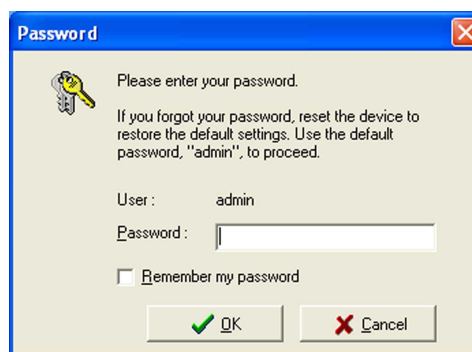 Password
Please enter your password.
If you forgot your password, reset the device to
restore the default settings. Use the default
password, "admin", to proceed.
User : admin
Password :
Remember my password
OK Cancel